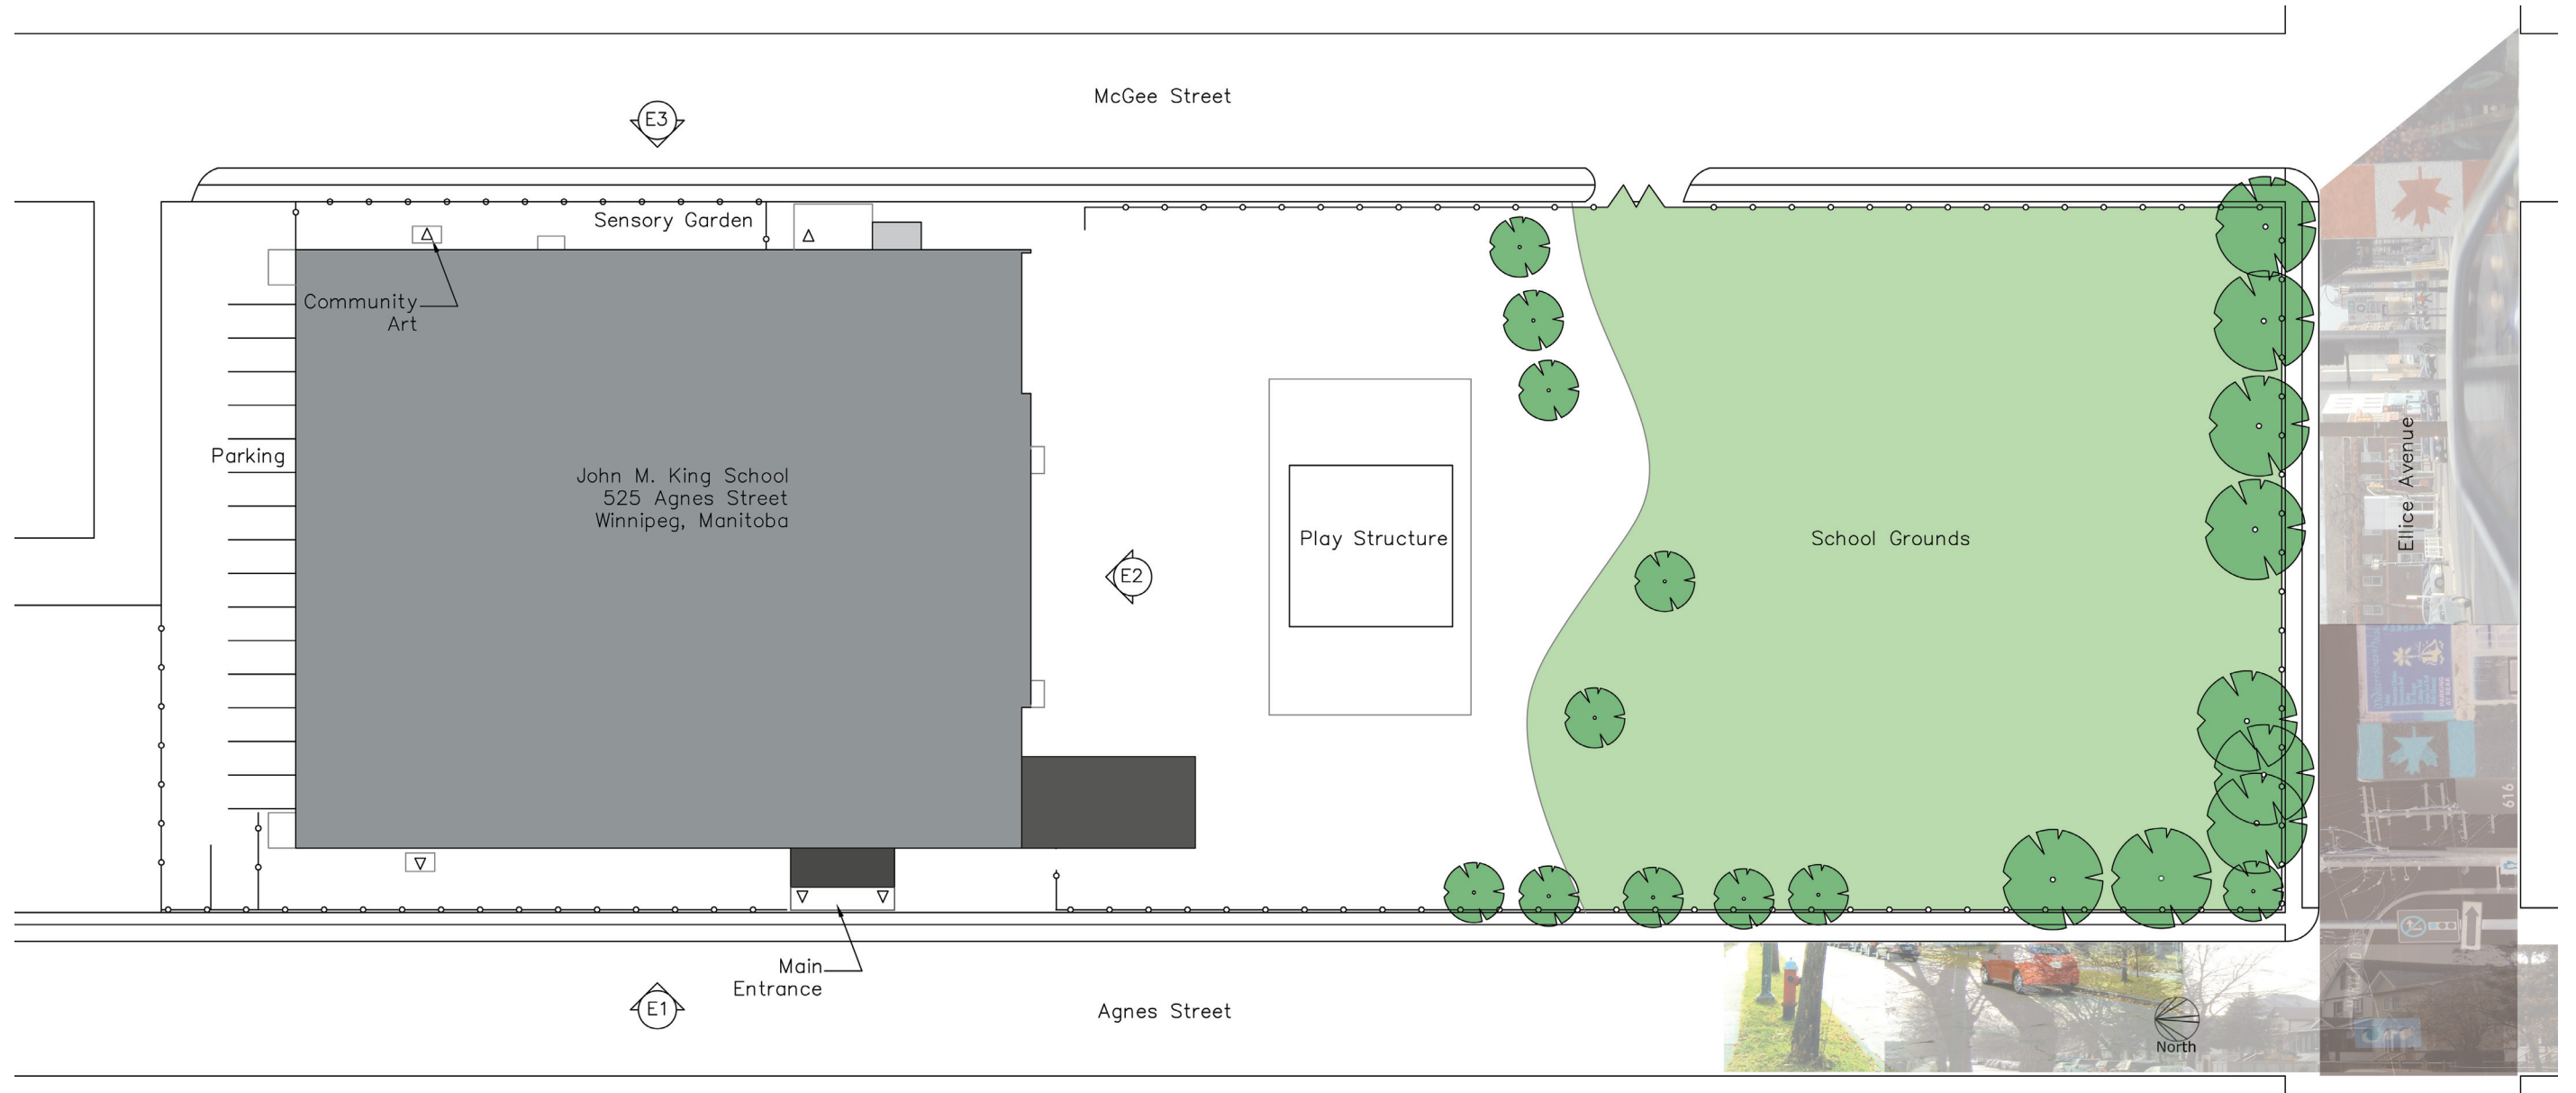 McGee Street
E3
Sensory Garden
Community
Art
Parking
John M. King School
525 Agnes Street
Winnipeg, Manitoba
E2
Play Structure
School Grounds
Ellice Avenue
616
Main
Entrance
E1
Agnes Street
North